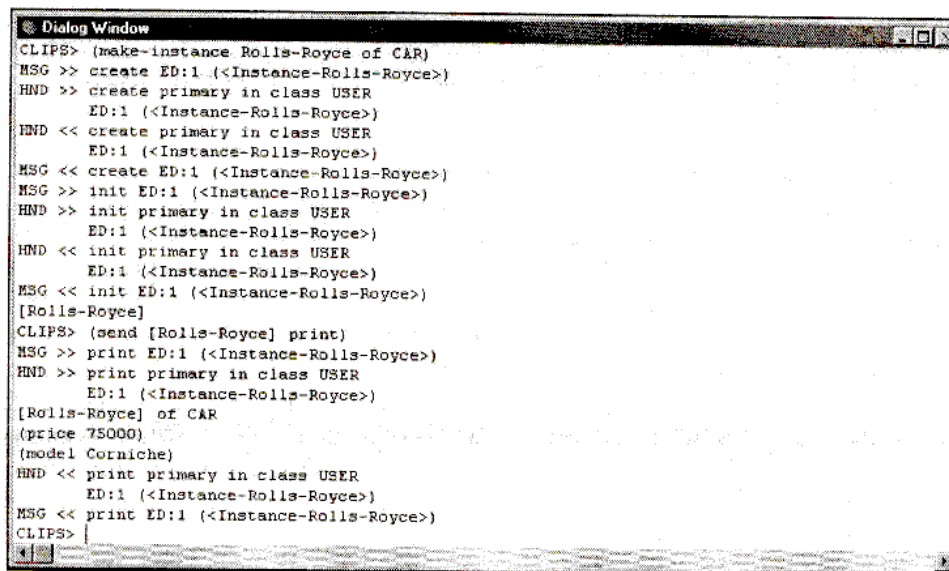 Dialog Window
CLIPS> (make-instance Rolls-Royce of CAR)
MSG >> create ED:1 (<Instance-Rolls-Royce>)
HND >> create primary in class USER
ED:1 (<Instance-Rolls-Royce>)
HND << create primary in class USER
ED:1 (<Instance-Rolls-Royce>)
MSG << create ED:1 (<Instance-Rolls-Royce>)
MSG >> init ED:1 (<Instance-Rolls-Royce>)
HND >> init primary in class USER
ED:1 (<Instance-Rolls-Royce>)
HND << init primary in class USER
ED:1 (<Instance-Rolls-Royce>)
MSG << init ED:1 (<Instance-Rolls-Royce>)
[Rolls-Royce]
CLIPS> (send [Rolls-Royce] print)
MSG >> print ED:1 (<Instance-Rolls-Royce>)
HND >> print primary in class USER
ED:1 (<Instance-Rolls-Royce>)
[Rolls-Royce] of CAR
(price 75000)
(model Corniche)
HND << print primary in class USER
ED:1 (<Instance-Rolls-Royce>)
MSG << print ED:1 (<Instance-Rolls-Royce>)
CLIPS>